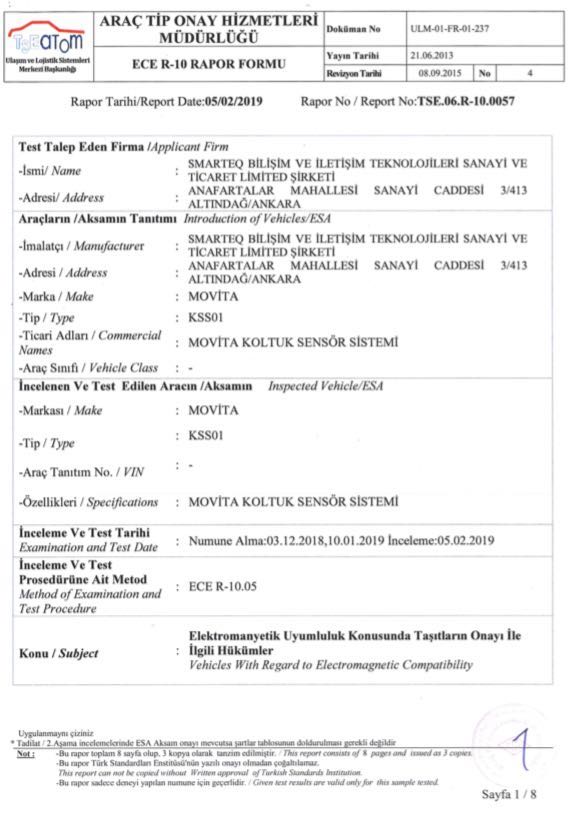 TSEATOM
Ulaşım ve Lojistik Sistemleri
Merkezi Başkanlığı
ARAÇ TİP ONAY HİZMETLERİ
MÜDÜRLÜĞÜ
ECE R-10 RAPOR FORMU
Doküman No ULM-01-FR-01-237
Yayın Tarihi 21.06.2013
Revizyon Tarihi 08.09.2015 No 4
Rapor Tarihi/Report Date:05/02/2019 Rapor No / Report No:TSE.06.R-10.0057
Test Talep Eden Firma /Applicant Firm
-İsmi/ Name : SMARTEQ BİLİŞİM VE İLETİŞİM TEKNOLOJİLERİ SANAYİ VE
TİCARET LİMİTED ŞİRKETİ
-Adresi/ Address : ANAFARTALAR MAHALLESİ SANAYİ CADDESİ 3/413
ALTINDAĞ/ANKARA
Araçların /Aksamın Tanıtımı Introduction of Vehicles/ESA
-İmalatçı / Manufacturer : SMARTEQ BİLİŞİM VE İLETİŞİM TEKNOLOJİLERİ SANAYİ VE
TİCARET LİMİTED ŞİRKETİ
-Adresi / Address : ANAFARTALAR MAHALLESİ SANAYİ CADDESİ 3/413
ALTINDAĞ/ANKARA
-Marka / Make : MOVİTA
-Tip / Type : KSS01
-Ticari Adları / Commercial
Names : MOVİTA KOLTUK SENSÖR SİSTEMİ
-Araç Sınıfı / Vehicle Class : -
İncelenen Ve Test Edilen Aracın /Aksamın Inspected Vehicle/ESA
-Markası / Make : MOVİTA
-Tip / Type : KSS01
-Araç Tanıtım No. / VIN : -
-Özellikleri / Specifications : MOVİTA KOLTUK SENSÖR SİSTEMİ
İnceleme Ve Test Tarihi
Examination and Test Date : Numune Alma:03.12.2018,10.01.2019 İnceleme:05.02.2019
İnceleme Ve Test
Prosedürüne Ait Metod
Method of Examination and
Test Procedure : ECE R-10.05
Konu / Subject : Elektromanyetik Uyumluluk Konusunda Taşıtların Onayı İle
İlgili Hükümler
Vehicles With Regard to Electromagnetic Compatibility
Uygulanmaynı çiziniz
* Tadilat / 2.Aşama incelemelerinde ESA Aksam onayı mevcutsa şartlar tablosunun doldurulması gerekli değildir
Not : -Bu rapor toplam 8 sayfa olup, 3 kopya olarak tanzim edilmiştir. / This report consists of 8 pages and issued as 3 copies.
-Bu rapor Türk Standardları Enstitüsü'nün yazılı onayı olmadan çoğaltılamaz.
This report can not be copied without Written approval of Turkish Standards Institution.
-Bu rapor sadece deneyi yapılan numune için geçerlidir. / Given test results are valid only for this sample tested.
Sayfa 1 / 8